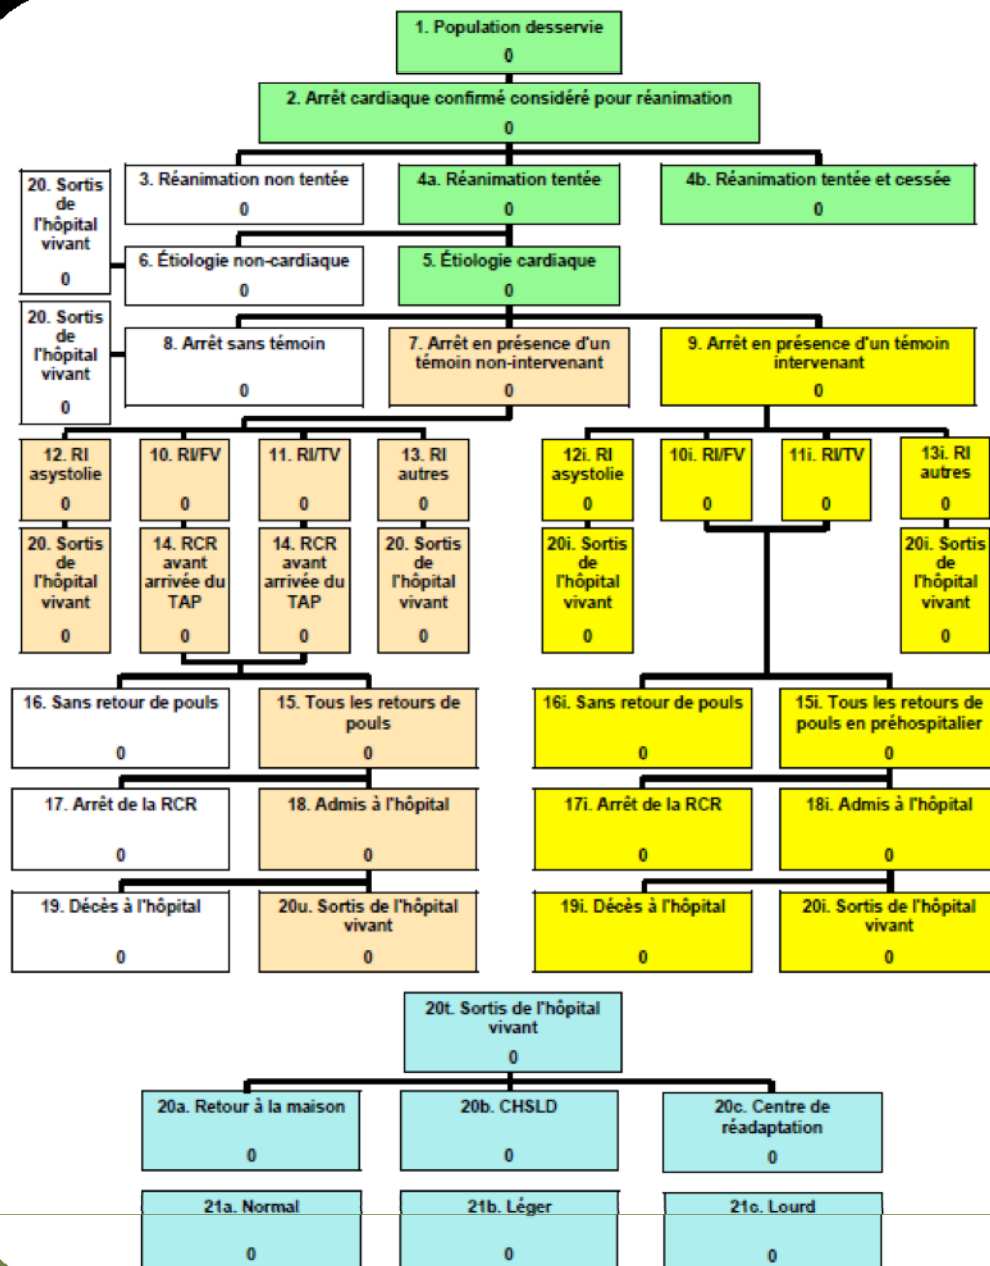 1. Population desservie
0
2. Arrêt cardiaque confirmé considéré pour réanimation
0
20. Sortis
de
l'hôpital
vivant
0
3. Réanimation non tentée
0
4a. Réanimation tentée
0
4b. Réanimation tentée et cessée
0
6. Étiologie non-cardiaque
0
5. Étiologie cardiaque
0
20. Sortis
de
l'hôpital
vivant
0
8. Arrêt sans témoin
0
7. Arrêt en présence d'un
témoin non-intervenant
0
9. Arrêt en présence d'un témoin
intervenant
0
12. RI
asystolie
0
10. RI/FV
0
11. RI/TV
0
13. RI
autres
0
12i. RI
asystolie
0
10i. RI/FV
0
11i. RI/TV
0
13i. RI
autres
0
20. Sortis
de
l'hôpital
vivant
0
14. RCR
avant
arrivée du
TAP
0
14. RCR
avant
arrivée du
TAP
0
20. Sortis
de
l'hôpital
vivant
0
20i. Sortis
de
l'hôpital
vivant
0
20i. Sortis
de
l'hôpital
vivant
0
16. Sans retour de pouls
0
15. Tous les retours de
pouls
0
16i. Sans retour de pouls
0
15i. Tous les retours de
pouls en préhospitalier
0
17. Arrêt de la RCR
0
18. Admis à l'hôpital
0
17i. Arrêt de la RCR
0
18i. Admis à l'hôpital
0
19. Décès à l'hôpital
0
20u. Sortis de l'hôpital
vivant
0
19i. Décès à l'hôpital
0
20i. Sortis de l'hôpital
vivant
0
20t. Sortis de l'hôpital
vivant
0
20a. Retour à la maison
0
20b. CHSLD
0
20c. Centre de
réadaptation
0
21a. Normal
0
21b. Léger
0
21c. Lourd
0